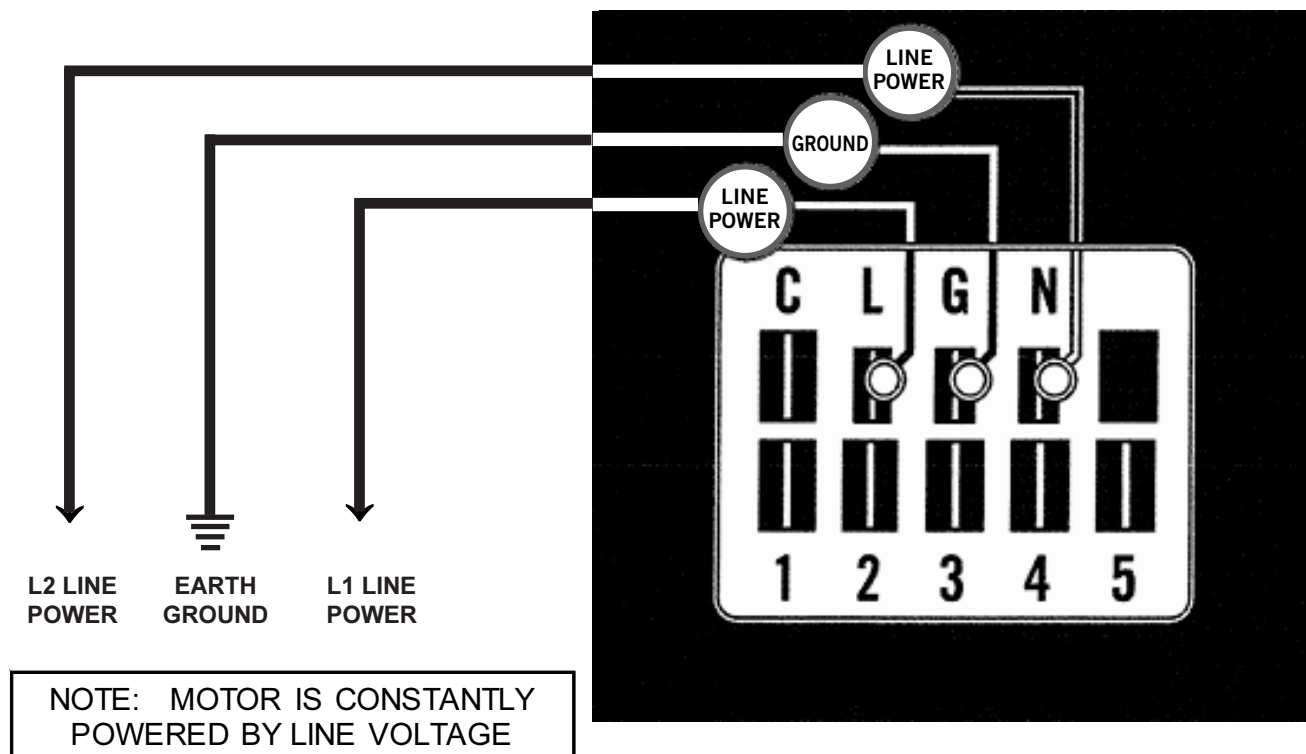 LINE
POWER
GROUND
LINE
POWER
C L G N
1 2 3 4 5
L2 LINE
POWER
EARTH
GROUND
L1 LINE
POWER
NOTE: MOTOR IS CONSTANTLY
POWERED BY LINE VOLTAGE